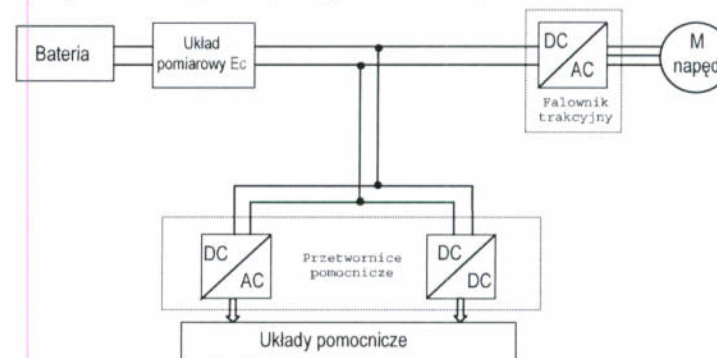 Bateria
Układ
pomiarowy Ec
DC
AC
M
napęd
Falownik
trakcyjny
DC
AC
Przetwornice
pomocnicze
DC
DC
Układy pomocnicze